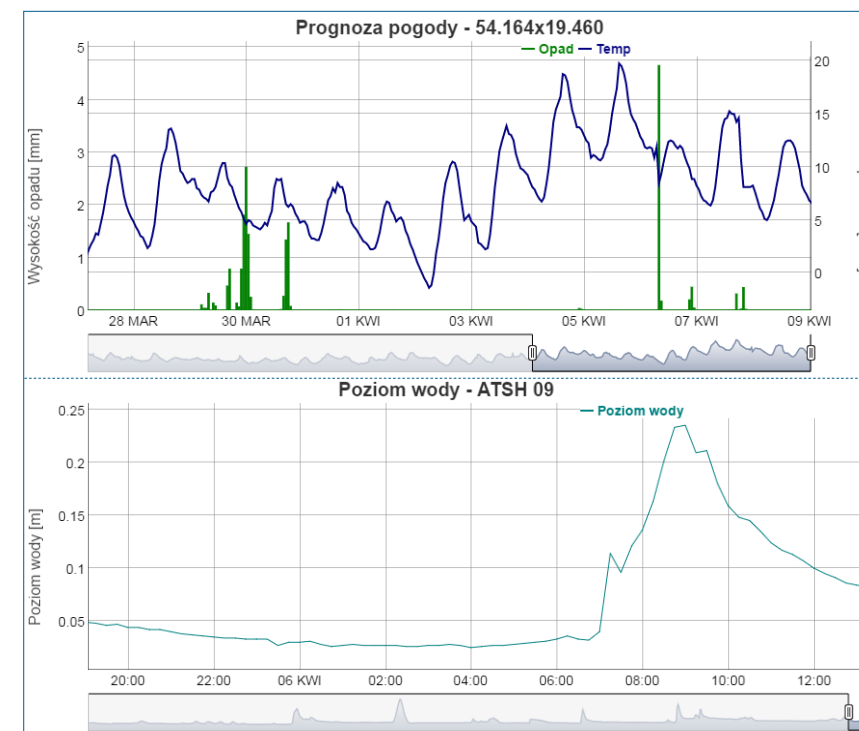 Prognoza pogody - 54.164x19.460
Opad Temp
Wysokość opadu [mm]
5
4
3
2
1
0
20
15
10
5
0
28 MAR 30 MAR 01 KWI 03 KWI 05 KWI 07 KWI 09 KWI
Poziom wody - ATSH 09
Poziom wody
Poziom wody [m]
0.25
0.2
0.15
0.1
0.05
20:00 22:00 06 KWI 02:00 04:00 06:00 08:00 10:00 12:00